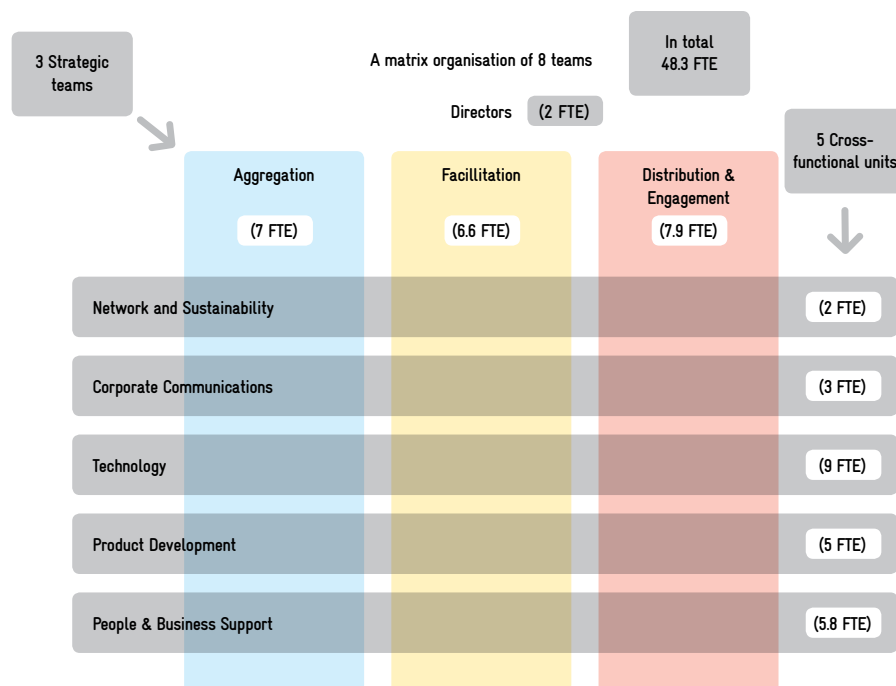 3 Strategic
teams
A matrix organisation of 8 teams
In total
48.3 FTE
Directors (2 FTE)
5 Cross-
functional units
Aggregation
(7 FTE)
Facillitation
(6.6 FTE)
Distribution &
Engagement
(7.9 FTE)
Network and Sustainability (2 FTE)
Corporate Communications (3 FTE)
Technology (9 FTE)
Product Development (5 FTE)
People & Business Support (5.8 FTE)